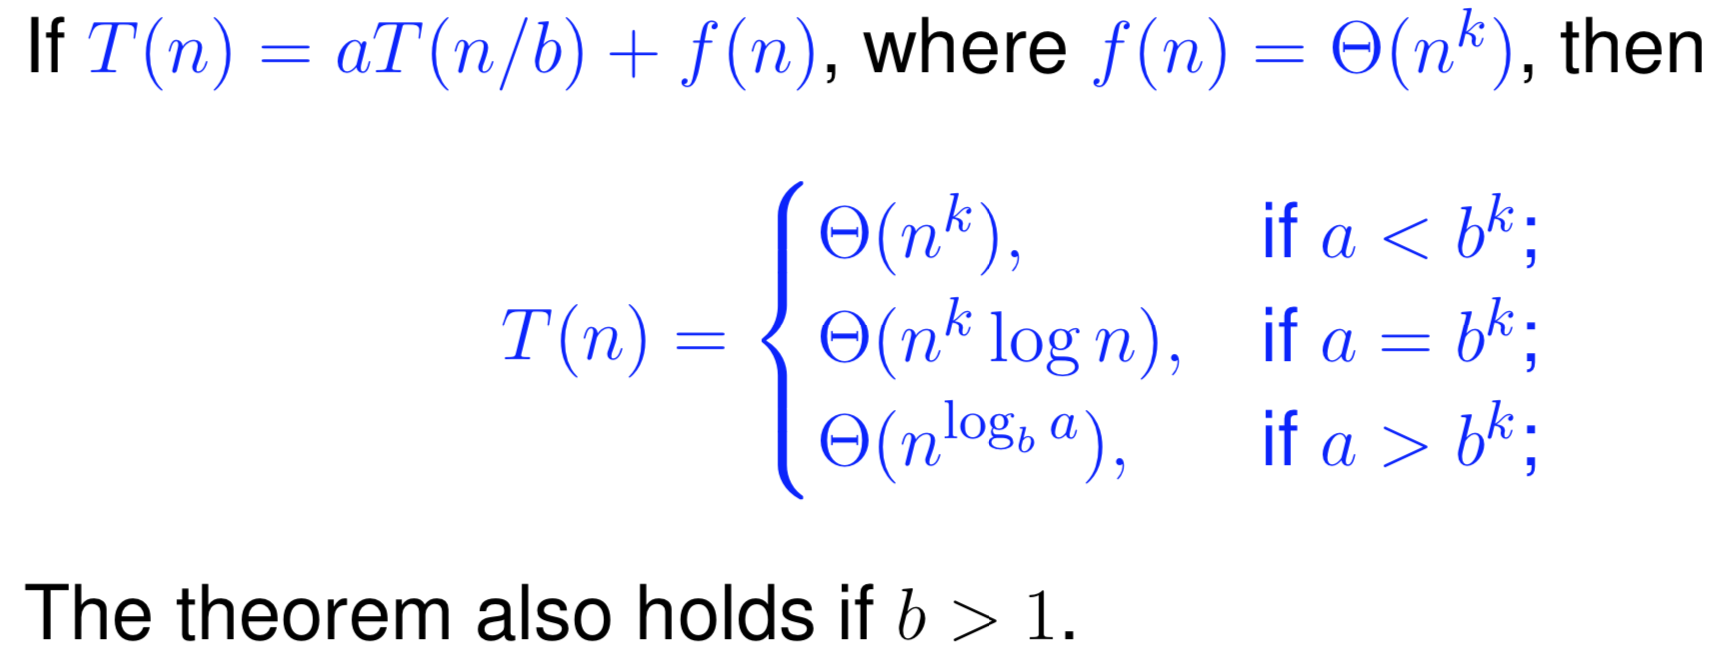 If T(n) = aT(n/b) + f(n), where f(n) = Θ(n^k), then
Θ(n^k), if a < b^k;
T(n) = { Θ(n^k log n), if a = b^k;
Θ(n^{log_b a}), if a > b^k;
The theorem also holds if b > 1.